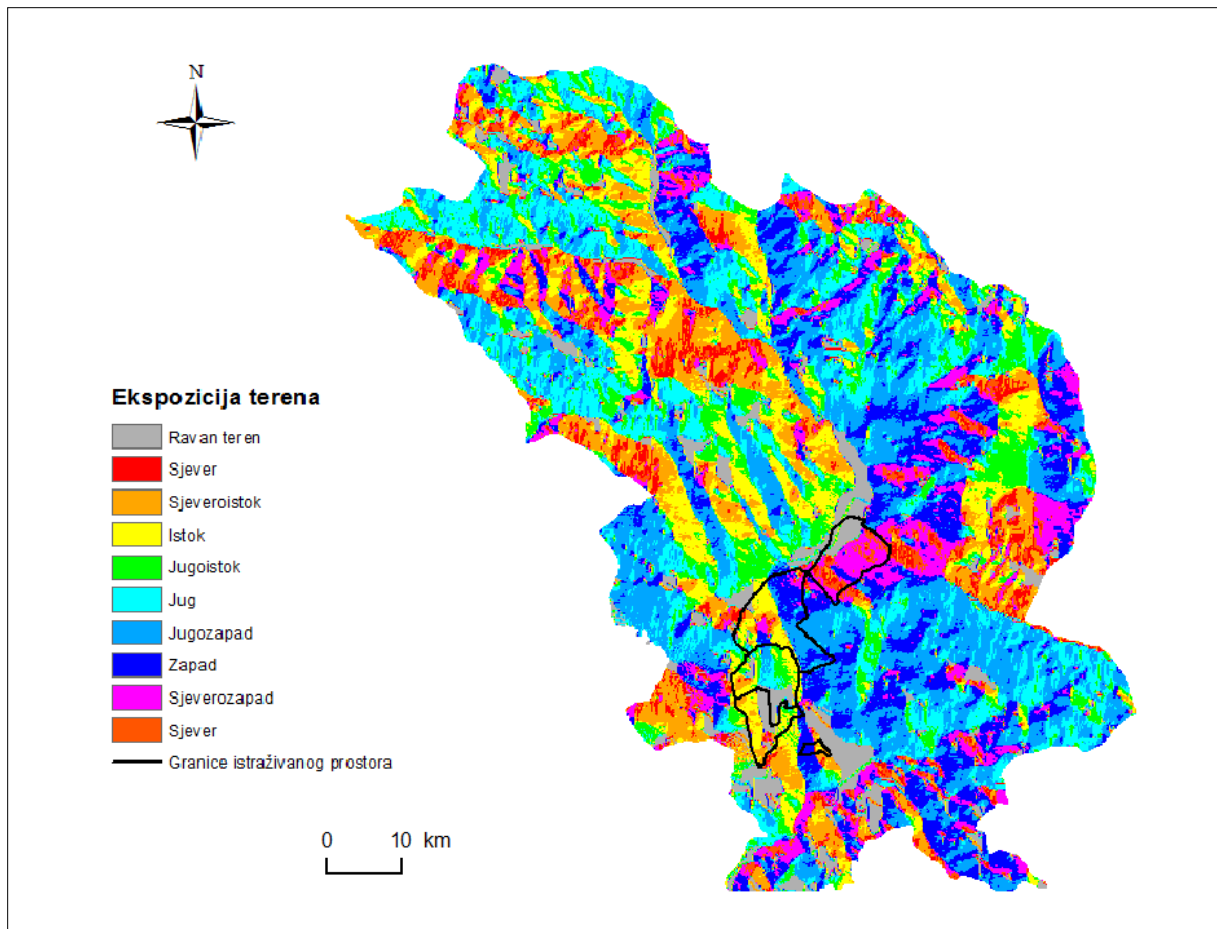 N
Ekspozicija terena
Ravan teren
Sjever
Sjeveroistok
Istok
Jugoistok
Jug
Jugozapad
Zapad
Sjeverozapad
Sjever
Granice istraživanog prostora
0 10 km